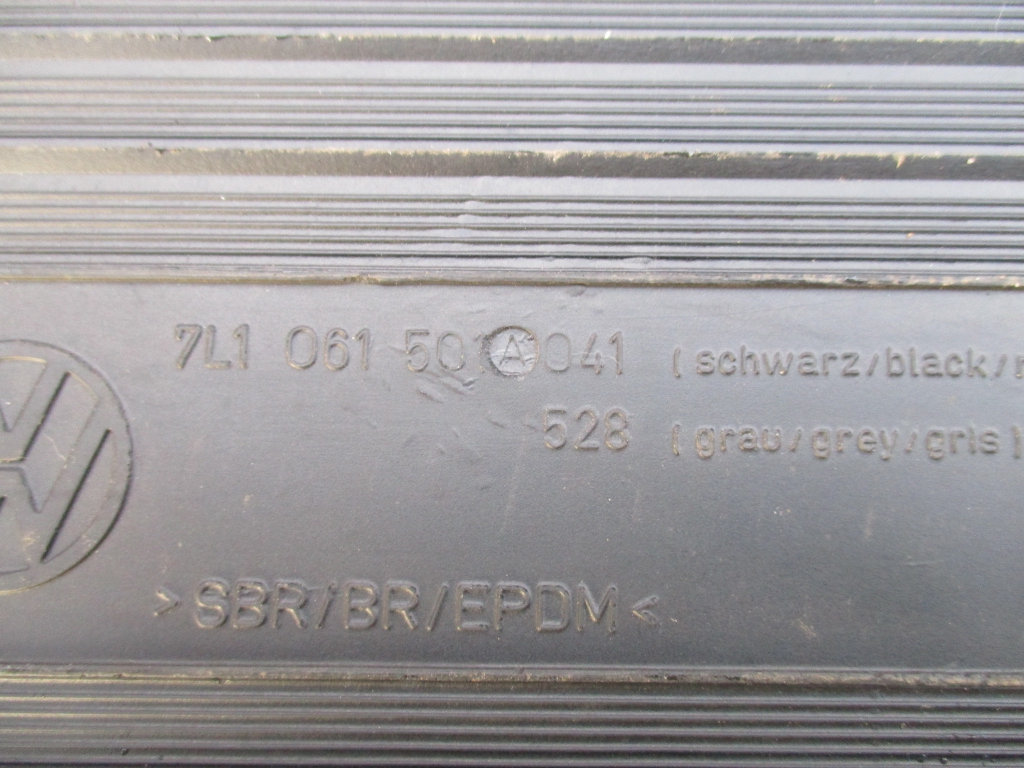 7L1 061 501 A 041 (schwarz/black/
528 (grau/grey/gris)
>SBR/BR/EPDM<